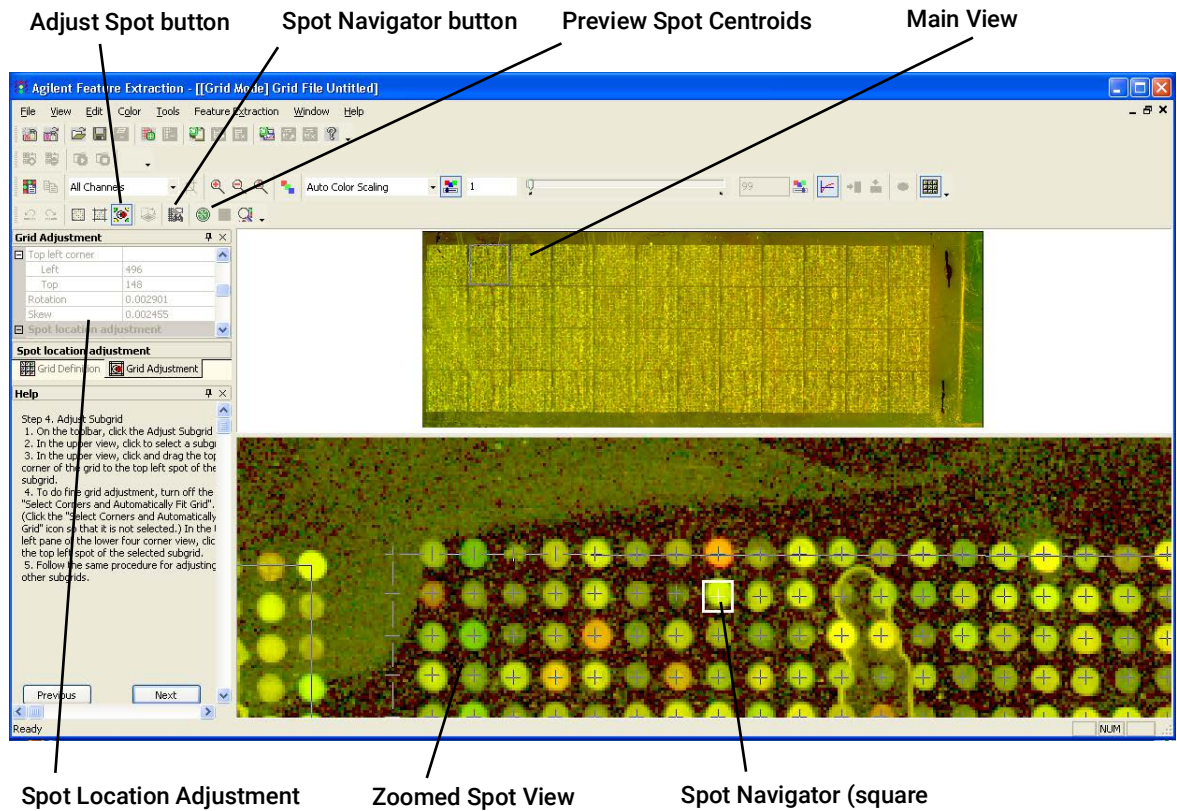 Adjust Spot button Spot Navigator button Preview Spot Centroids Main View
Agilent Feature Extraction - [[Grid Mode] Grid File Untitled]
File View Edit Color Tools Feature Extraction Window Help
All Channels Auto Color Scaling 1 99
Grid Adjustment
Top left corner
Left 496
Top 148
Rotation 0.002901
Skew 0.002455
Spot location adjustment
Spot location adjustment
Grid Definition Grid Adjustment
Help
Step 4. Adjust Subgrid
1. On the toolbar, click the Adjust Subgrid
2. In the upper view, click to select a subgr
3. In the upper view, click and drag the top
corner of the grid to the top left spot of the
subgrid.
4. To do fine grid adjustment, turn off the
"Select Corners and Automatically Fit Grid".
(Click the "Select Corners and Automatically
Grid" icon so that it is not selected.) In the
left pane of the lower four corner view, clic
the top left spot of the selected subgrid.
5. Follow the same procedure for adjusting
other subgrids.
Previous Next
Ready NUM
Spot Location Adjustment Zoomed Spot View Spot Navigator (square